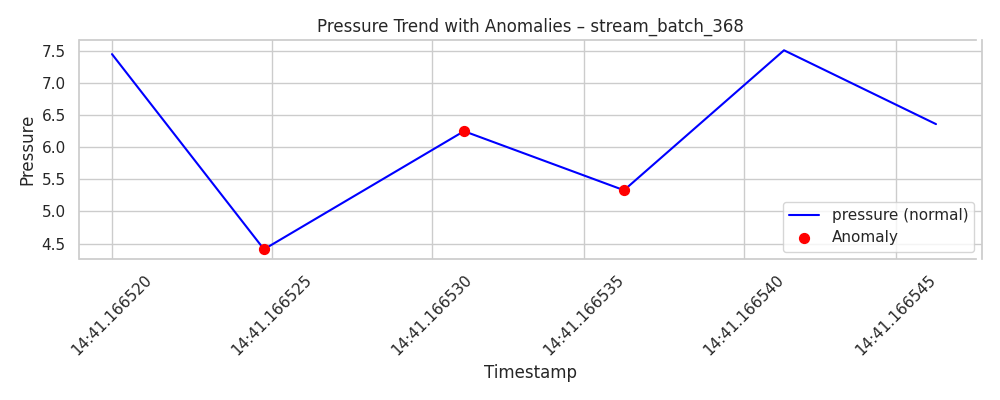 Pressure Trend with Anomalies – stream_batch_368
Pressure
7.5
7.0
6.5
6.0
5.5
5.0
4.5
pressure (normal)
Anomaly
14:41.166520
14:41.166525
14:41.166530
14:41.166535
14:41.166540
14:41.166545
Timestamp